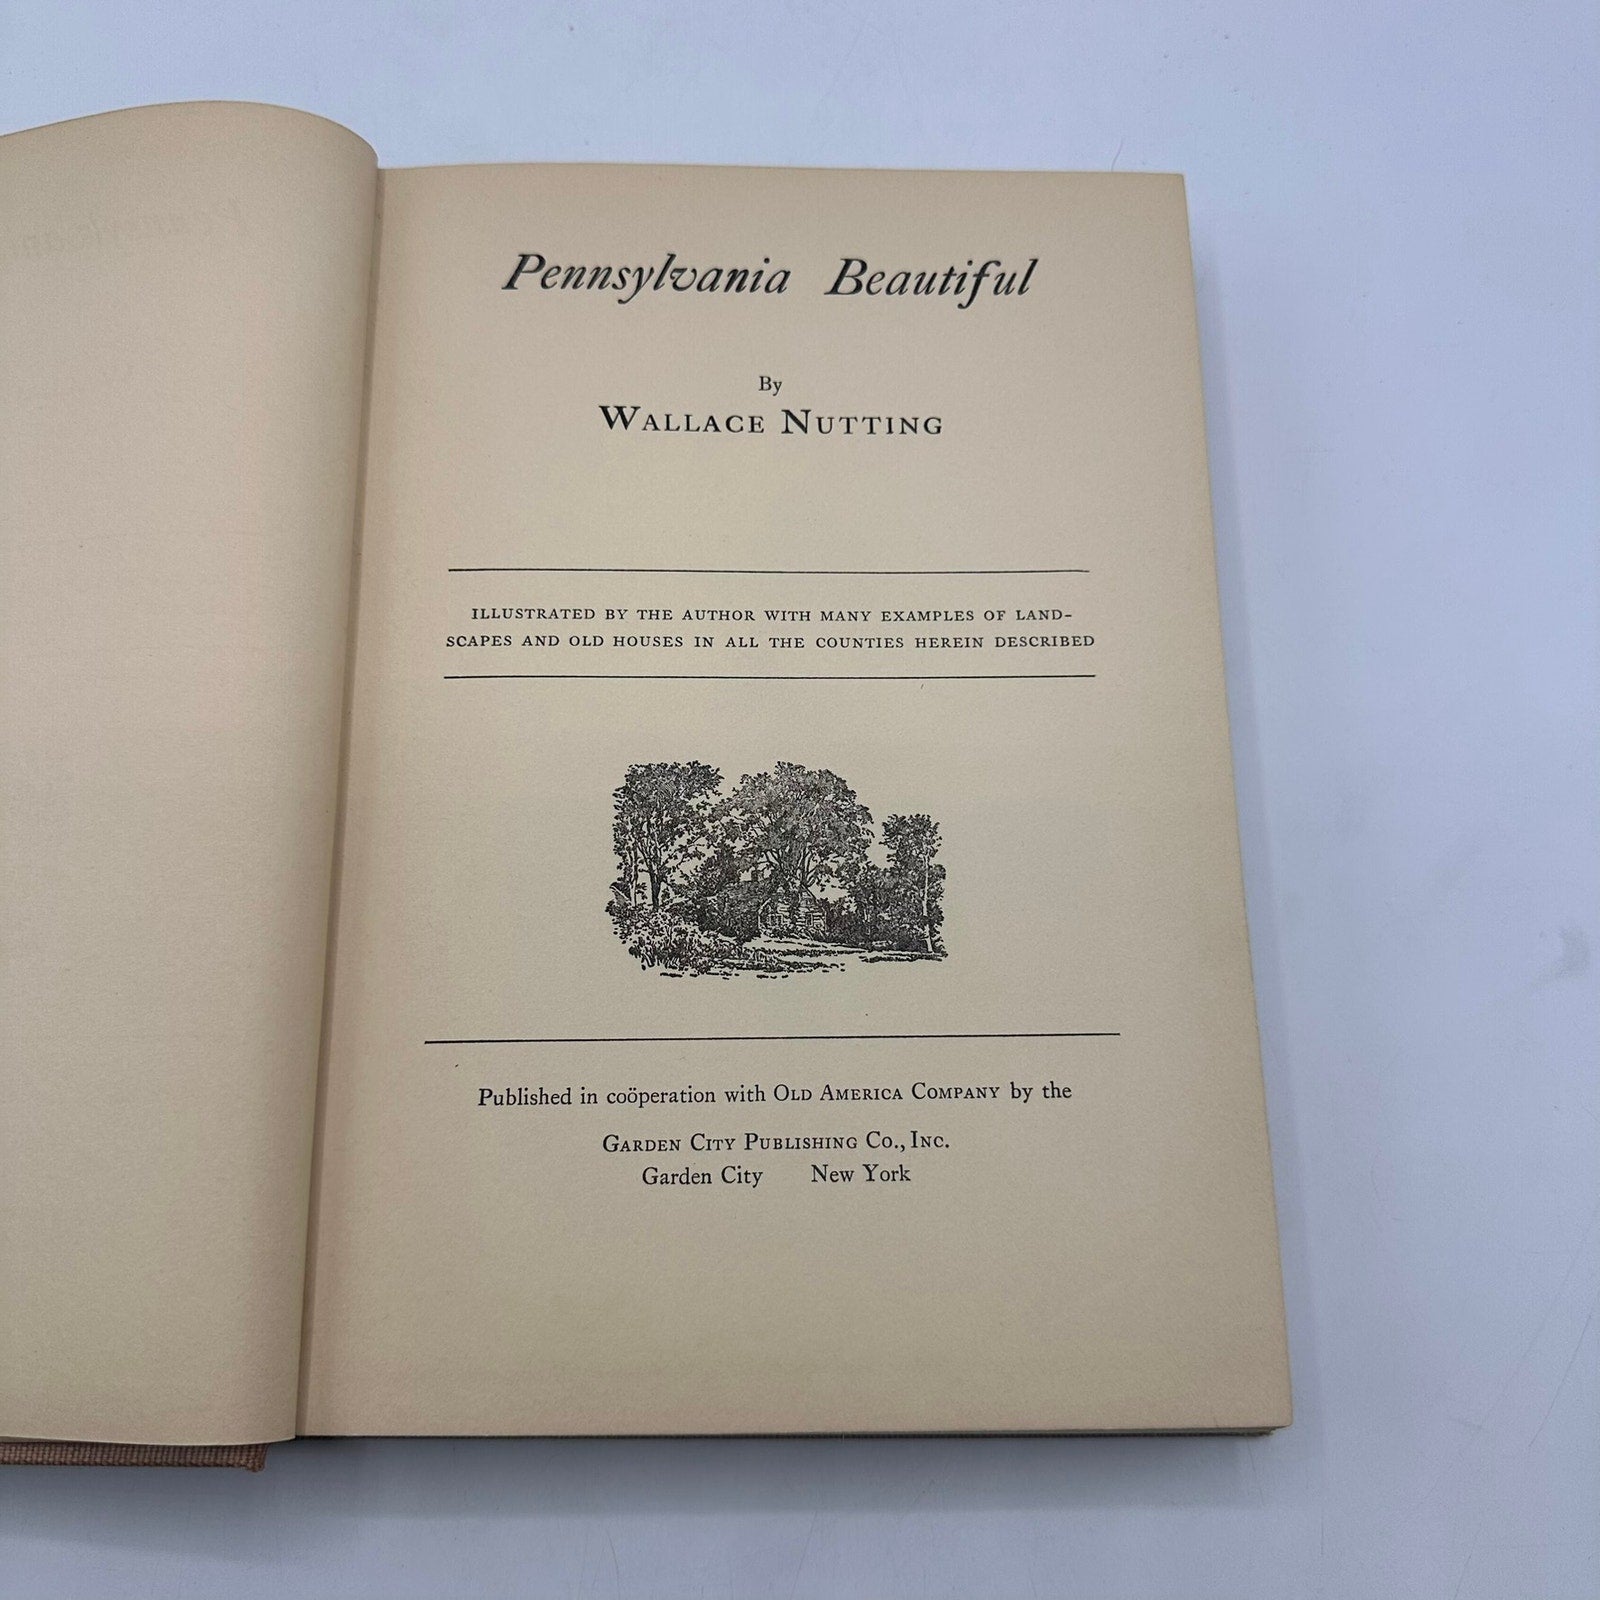 Pennsylvania Beautiful
By
WALLACE NUTTING
ILLUSTRATED BY THE AUTHOR WITH MANY EXAMPLES OF LAND-
SCAPES AND OLD HOUSES IN ALL THE COUNTIES HEREIN DESCRIBED
Published in coöperation with OLD AMERICA COMPANY by the
GARDEN CITY PUBLISHING CO., INC.
Garden City New York